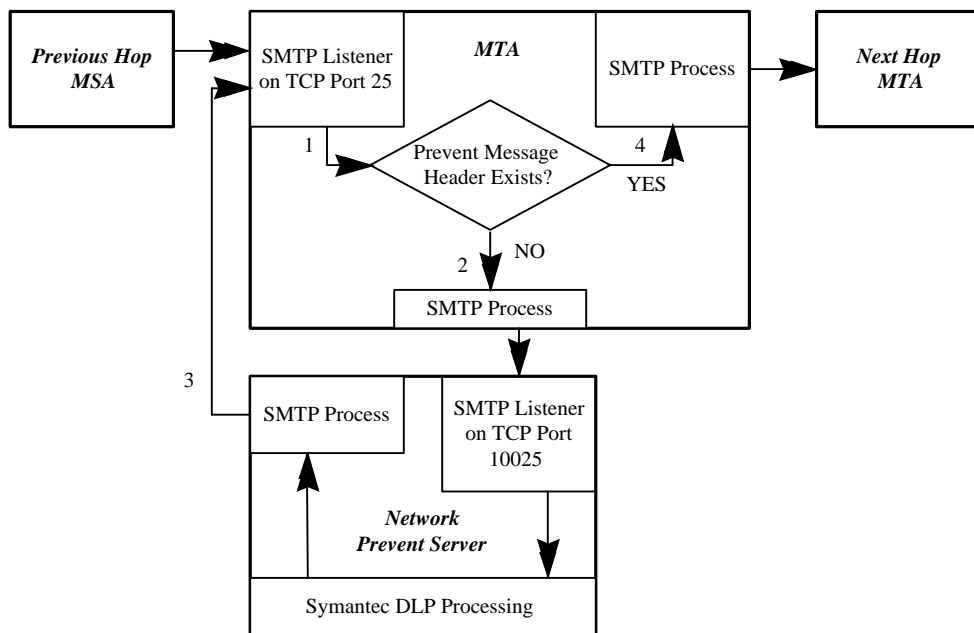 Previous Hop
MSA
SMTP Listener
on TCP Port 25
MTA
SMTP Process
Next Hop
MTA
1
Prevent Message
Header Exists?
4
YES
2
NO
SMTP Process
3
SMTP Process
SMTP Listener
on TCP Port
10025
Network
Prevent Server
Symantec DLP Processing